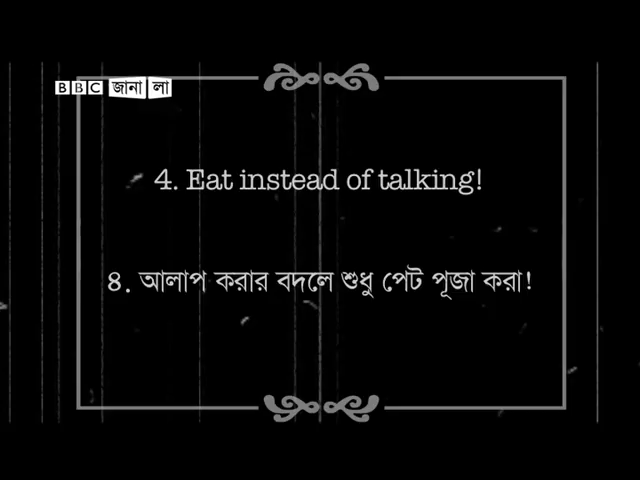 BBC জানালা
4. Eat instead of talking!
৪. আলাপ করার বদলে শুধু পেট পূজা করা!